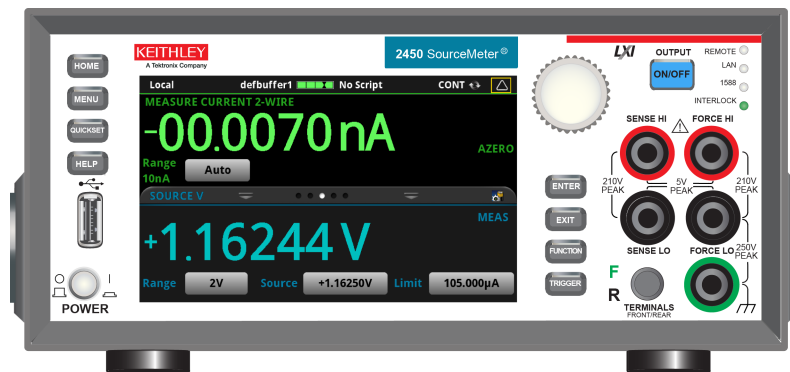 KEITHLEY
A Tektronix Company
2450 SourceMeter ®
LXI
OUTPUT
ON/OFF
REMOTE
LAN
1588
INTERLOCK
HOME
MENU
QUICKSET
HELP
POWER
Local defbuffer1 No Script CONT
MEASURE CURRENT 2-WIRE
-00.0070 nA
AZERO
Range
10nA
Auto
SOURCE V
MEAS
+1.16244 V
Range 2V Source +1.16250V Limit 105.000µA
ENTER
EXIT
FUNCTION
TRIGGER
SENSE HI
FORCE HI
210V
PEAK
5V
PEAK
210V
PEAK
SENSE LO
FORCE LO
250V
PEAK
F
R
TERMINALS
FRONT/REAR